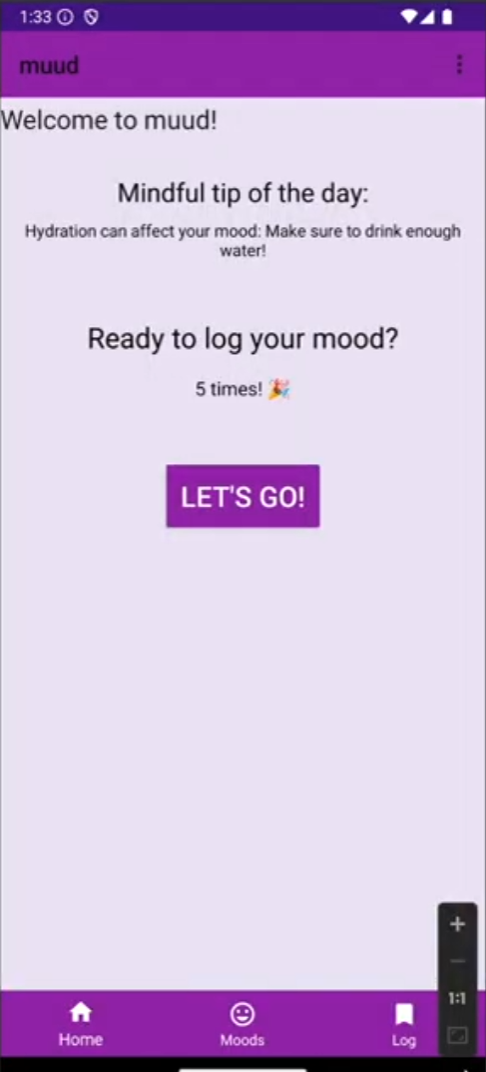 1:33
muud
Welcome to muud!
Mindful tip of the day:
Hydration can affect your mood: Make sure to drink enough
water!
Ready to log your mood?
5 times! 🎉
LET'S GO!
1:1
Home
Moods
Log